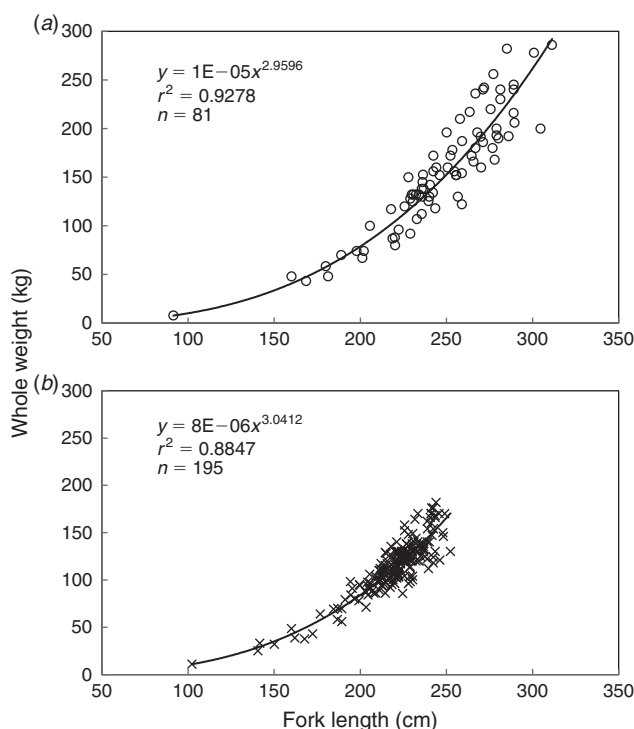 (a)
300
250
200
150
100
50
0
y = 1E−05x^2.9596
r² = 0.9278
n = 81
50 100 150 200 250 300 350
Whole weight (kg)
(b)
300
250
200
150
100
50
0
y = 8E−06x^3.0412
r² = 0.8847
n = 195
50 100 150 200 250 300 350
Fork length (cm)